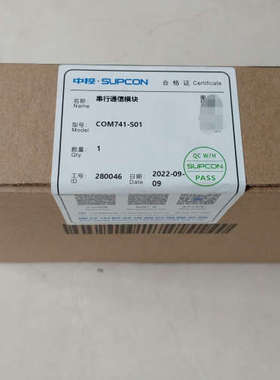 中控·SUPCON 合格证 Certificate
名称: 串行通信模块
Name
型号: COM741-S01
Model
数量: 1
Qty
工号 280046 日期 2022-09-09
ID Date
QC W/H
SUPCON
PASS